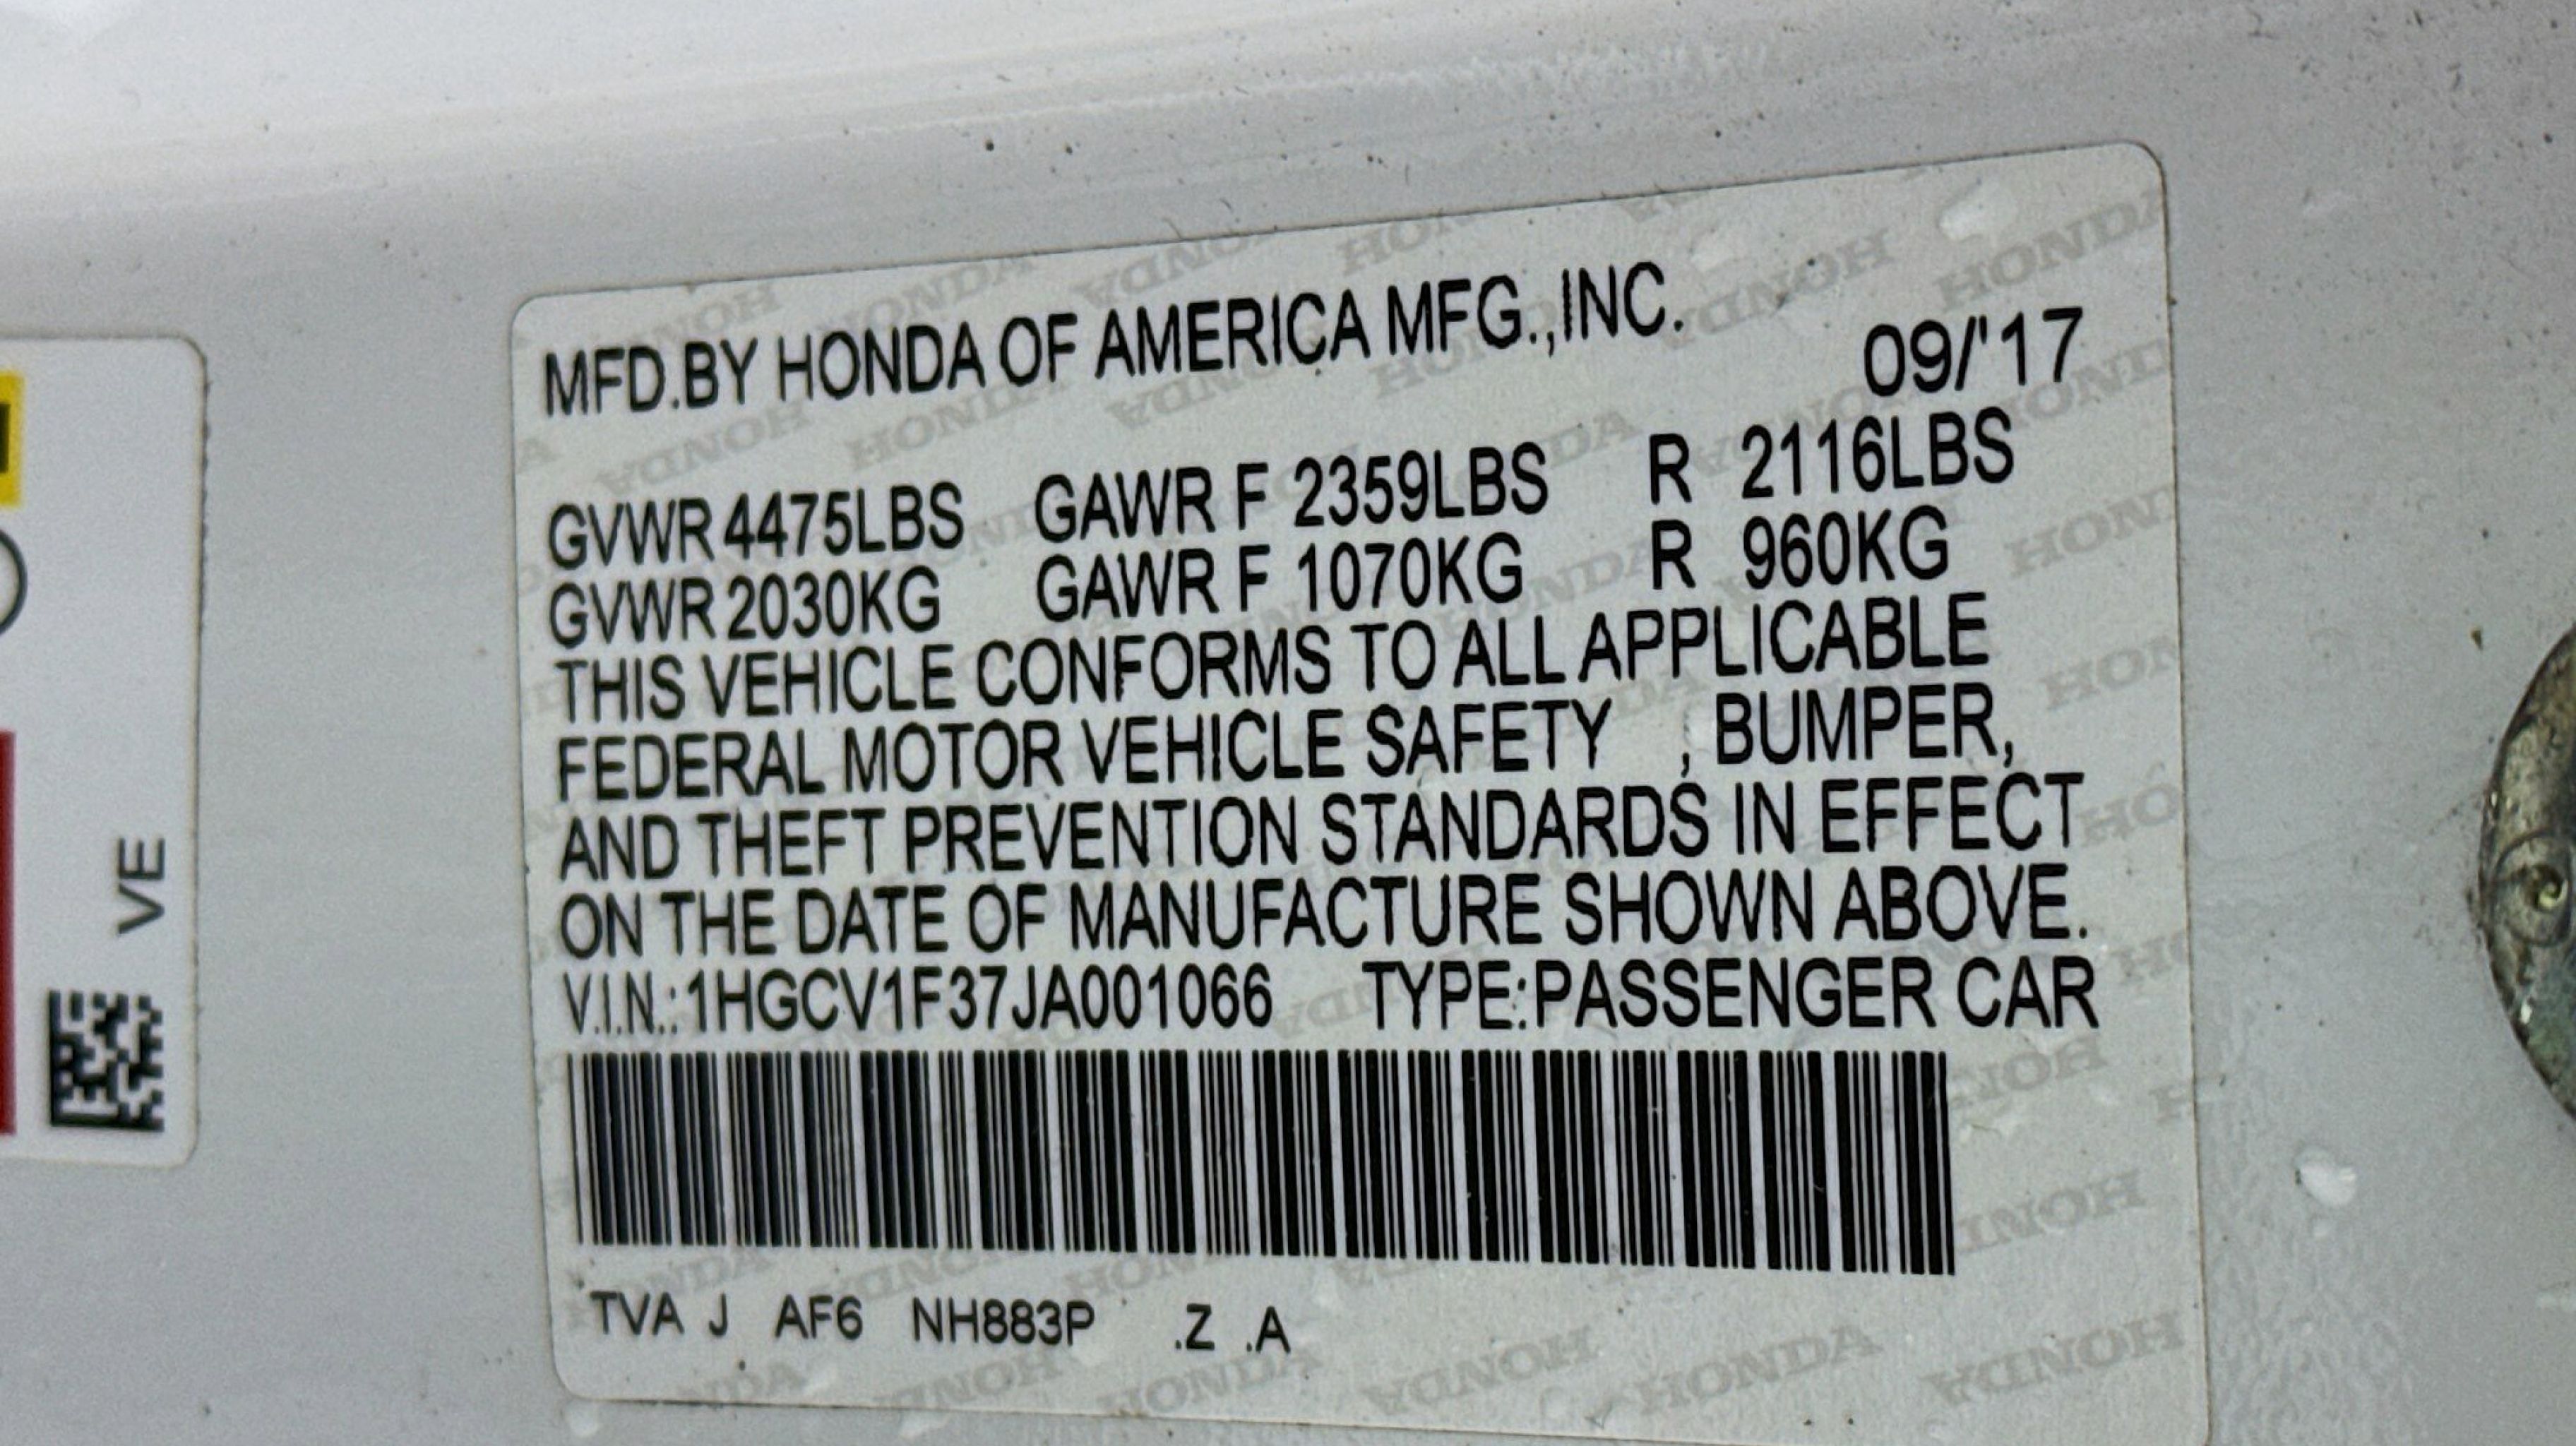 MFD.BY HONDA OF AMERICA MFG.,INC.
09/'17
GVWR 4475LBS GAWR F 2359LBS R 2116LBS
GVWR 2030KG GAWR F 1070KG R 960KG
THIS VEHICLE CONFORMS TO ALL APPLICABLE
FEDERAL MOTOR VEHICLE SAFETY , BUMPER,
AND THEFT PREVENTION STANDARDS IN EFFECT
ON THE DATE OF MANUFACTURE SHOWN ABOVE.
V.I.N.:1HGCV1F37JA001066 TYPE:PASSENGER CAR
TVA J AF6 NH883P .Z .A
VE